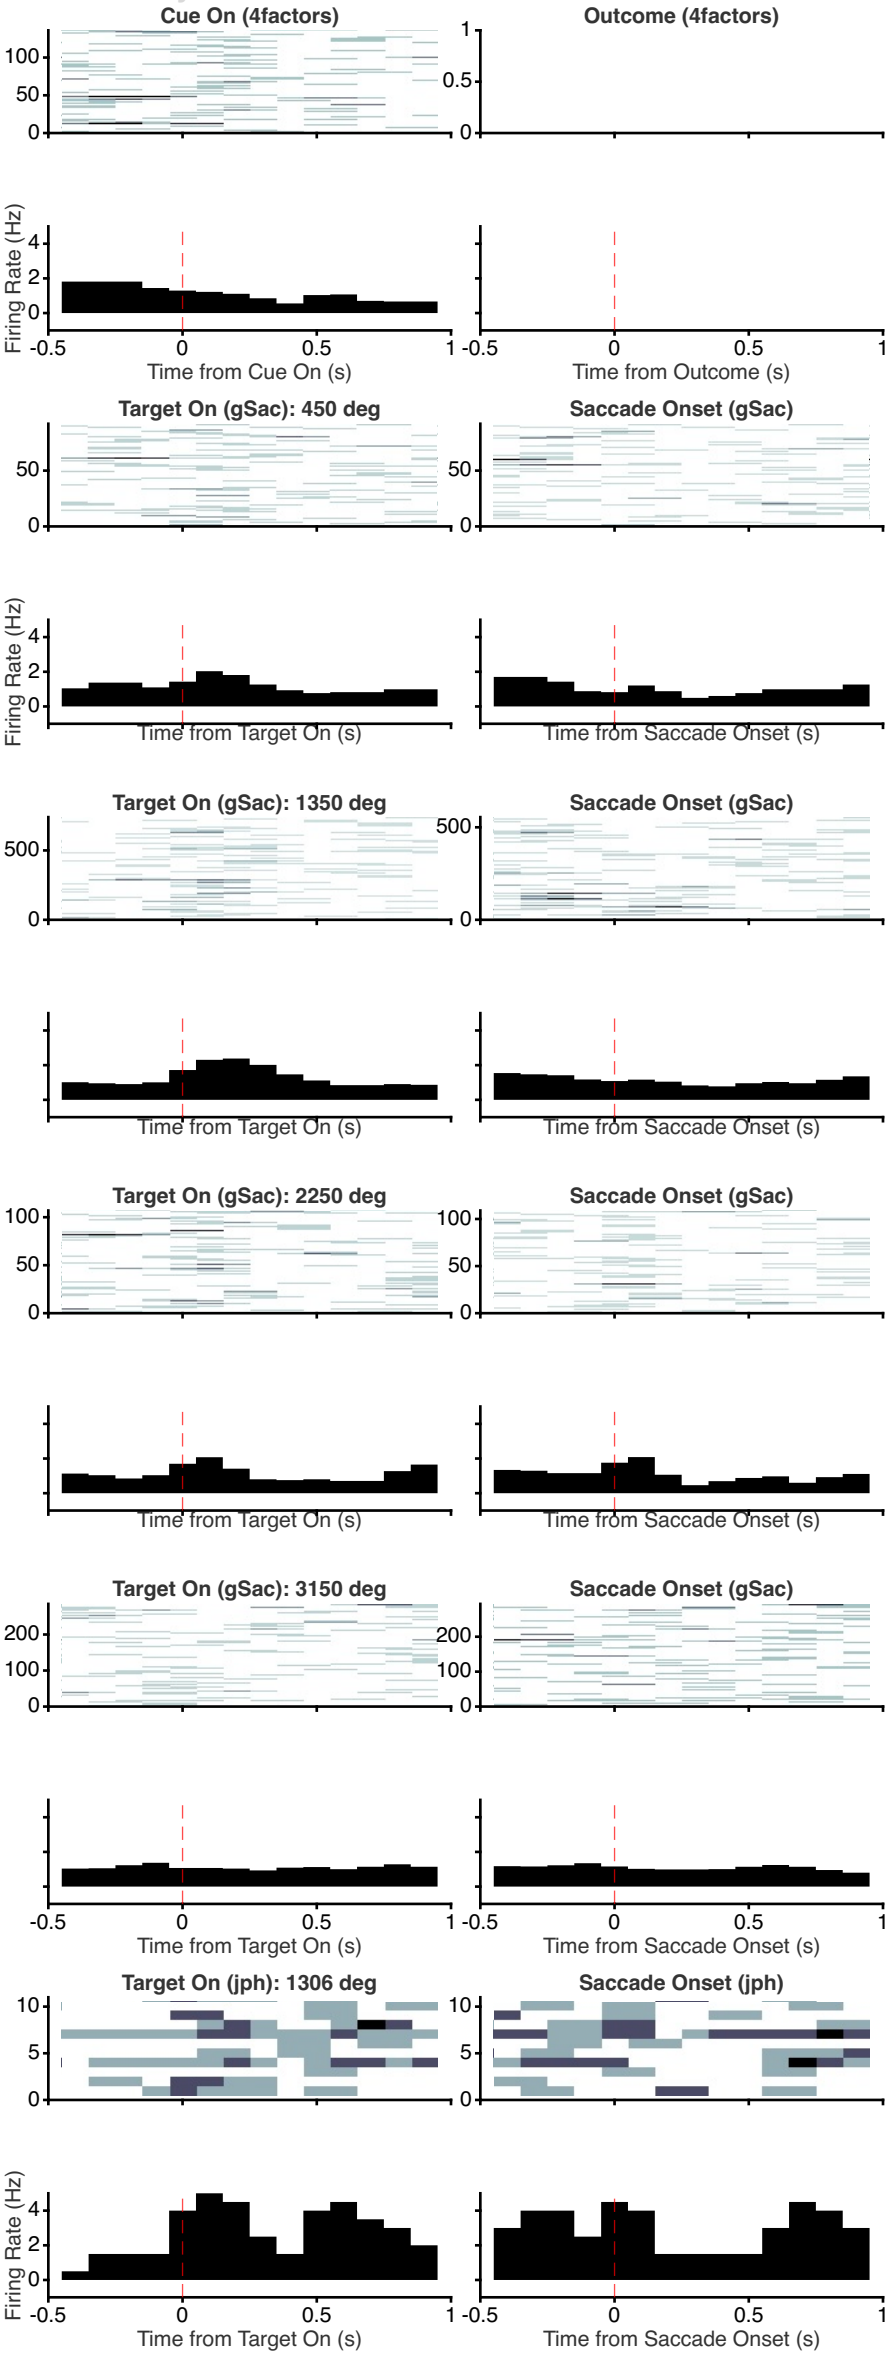 Cue On (4factors) Outcome (4factors)
100 1
50 0.5
0 0
Firing Rate (Hz)
4
2
0
-0.5 0 0.5 1 -0.5 0 0.5 1
Time from Cue On (s) Time from Outcome (s)
Target On (gSac): 450 deg Saccade Onset (gSac)
50 50
0 0
Firing Rate (Hz)
4
2
0
Time from Target On (s) Time from Saccade Onset (s)
Target On (gSac): 1350 deg Saccade Onset (gSac)
500 500
0 0
Time from Target On (s) Time from Saccade Onset (s)
Target On (gSac): 2250 deg Saccade Onset (gSac)
100 100
50 50
0 0
Time from Target On (s) Time from Saccade Onset (s)
Target On (gSac): 3150 deg Saccade Onset (gSac)
200 200
100 100
0 0
-0.5 0 0.5 1 -0.5 0 0.5 1
Time from Target On (s) Time from Saccade Onset (s)
Target On (jph): 1306 deg Saccade Onset (jph)
10 10
5 5
0 0
Firing Rate (Hz)
4
2
0
-0.5 0 0.5 1 -0.5 0 0.5 1
Time from Target On (s) Time from Saccade Onset (s)